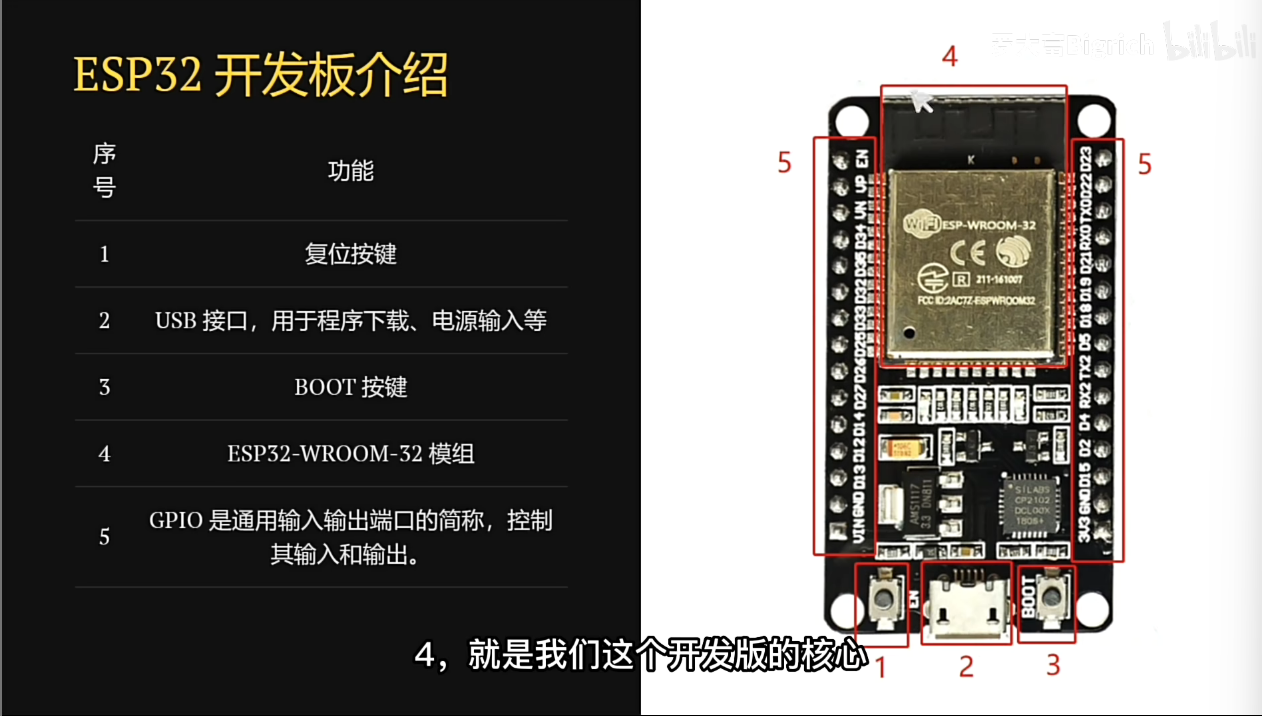 ESP32 开发板介绍
序
号
功能
1
复位按键
2
USB 接口，用于程序下载、电源输入等
3
BOOT 按键
4
ESP32-WROOM-32 模组
5
GPIO 是通用输入输出端口的简称，控制
其输入和输出。
bilibili
4
5
5
EN
VP
VN
D34
D35
D32
D33
D25
D26
D27
D14
D12
D13
GND
VIN
K
WiFi
ESP-WROOM-32
CE
R
211-161007
FCC ID:2AC7Z-ESPWROOM32
D23
D22
TX0
RX0
D21
D19
D18
D5
TX2
RX2
D4
D2
D15
GND
3V3
AMS1117
3.3 DN811
SILABS
CP2102
DCL00X
1808+
EN
BOOT
1
2
3
4，就是我们这个开发版的核心